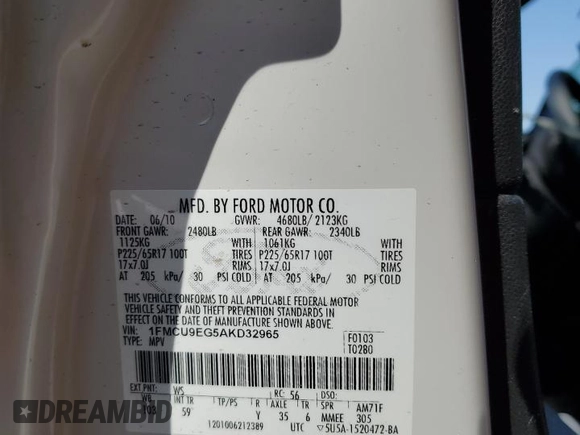 MFD. BY FORD MOTOR CO.
DATE: 06/10 GVWR: 4680LB/ 2123KG
FRONT GAWR: 2480LB REAR GAWR: 2340LB
1125KG WITH 1061KG WITH
P225/65R17 100T TIRES P225/65R17 100T TIRES
17x7.0J RIMS 17x7.0J RIMS
AT 205 kPa/ 30 PSI COLD AT 205 kPa/ 30 PSI COLD
THIS VEHICLE CONFORMS TO ALL APPLICABLE FEDERAL MOTOR
VEHICLE SAFETY AND THEFT PREVENTION STANDARDS IN
EFFECT ON THE DATE OF MANUFACTURE SHOWN ABOVE.
VIN: 1FMCU9EG5AKD32965 F0103
TYPE: MPV T02B0
EXT PNT: WS RC: 56 DSO:
WB INT TR TP/PS R AXLE TR SPR AM71F
59 Y 35 6 MMEE 305
1201006212389 UTC 5U5A-1520472-BA
DEALERSCUT.COM